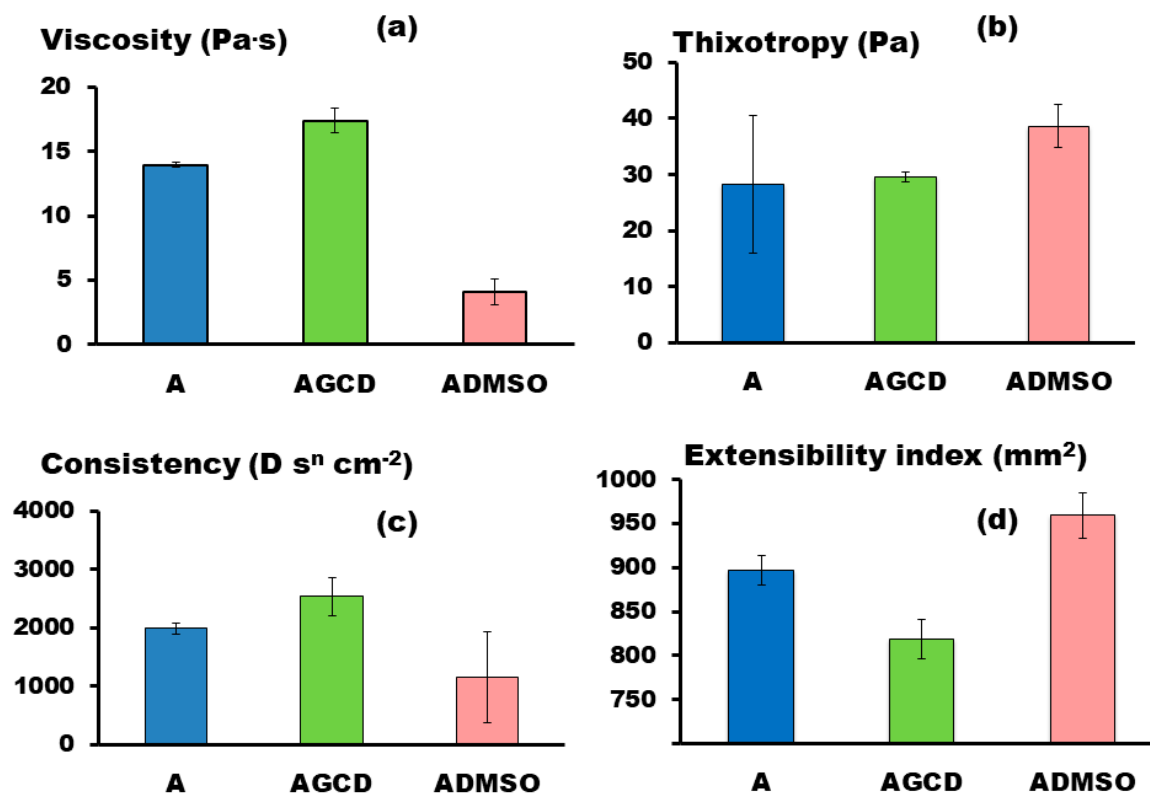 Viscosity (Pa·s)
(a)
20
15
10
5
0
A AGCD ADMSO
Thixotropy (Pa)
(b)
50
40
30
20
10
0
A AGCD ADMSO
Consistency (D sⁿ cm⁻²)
(c)
4000
3000
2000
1000
0
A AGCD ADMSO
Extensibility index (mm²)
(d)
1000
950
900
850
800
750
A AGCD ADMSO